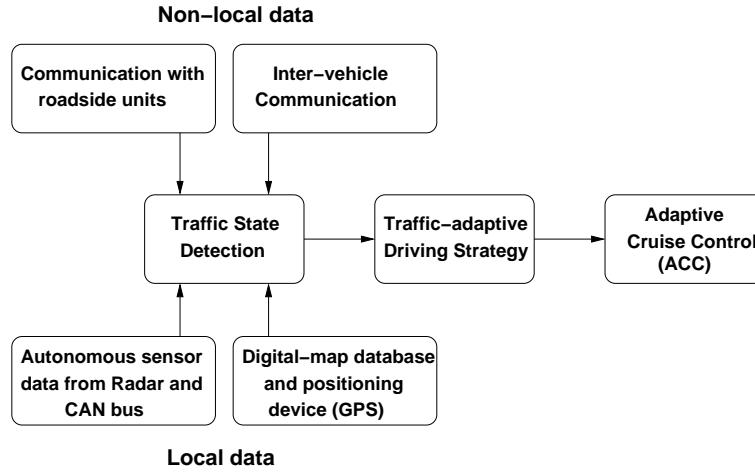 Non−local data
Communication with
roadside units
Inter−vehicle
Communication
Traffic State
Detection
Traffic−adaptive
Driving Strategy
Adaptive
Cruise Control
(ACC)
Autonomous sensor
data from Radar and
CAN bus
Digital−map database
and positioning
device (GPS)
Local data